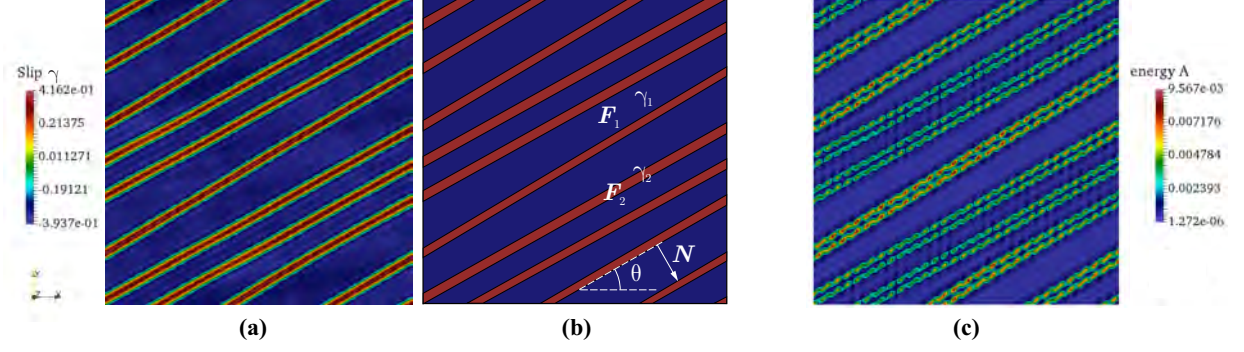 Slip γ
4.162e-01
0.21375
0.011271
-0.19121
-3.937e-01
Z X
(a)
γ₁
F₁
γ₂
F₂
N
θ
(b)
energy A
9.567e-03
0.007176
0.004784
0.002393
1.272e-06
(c)